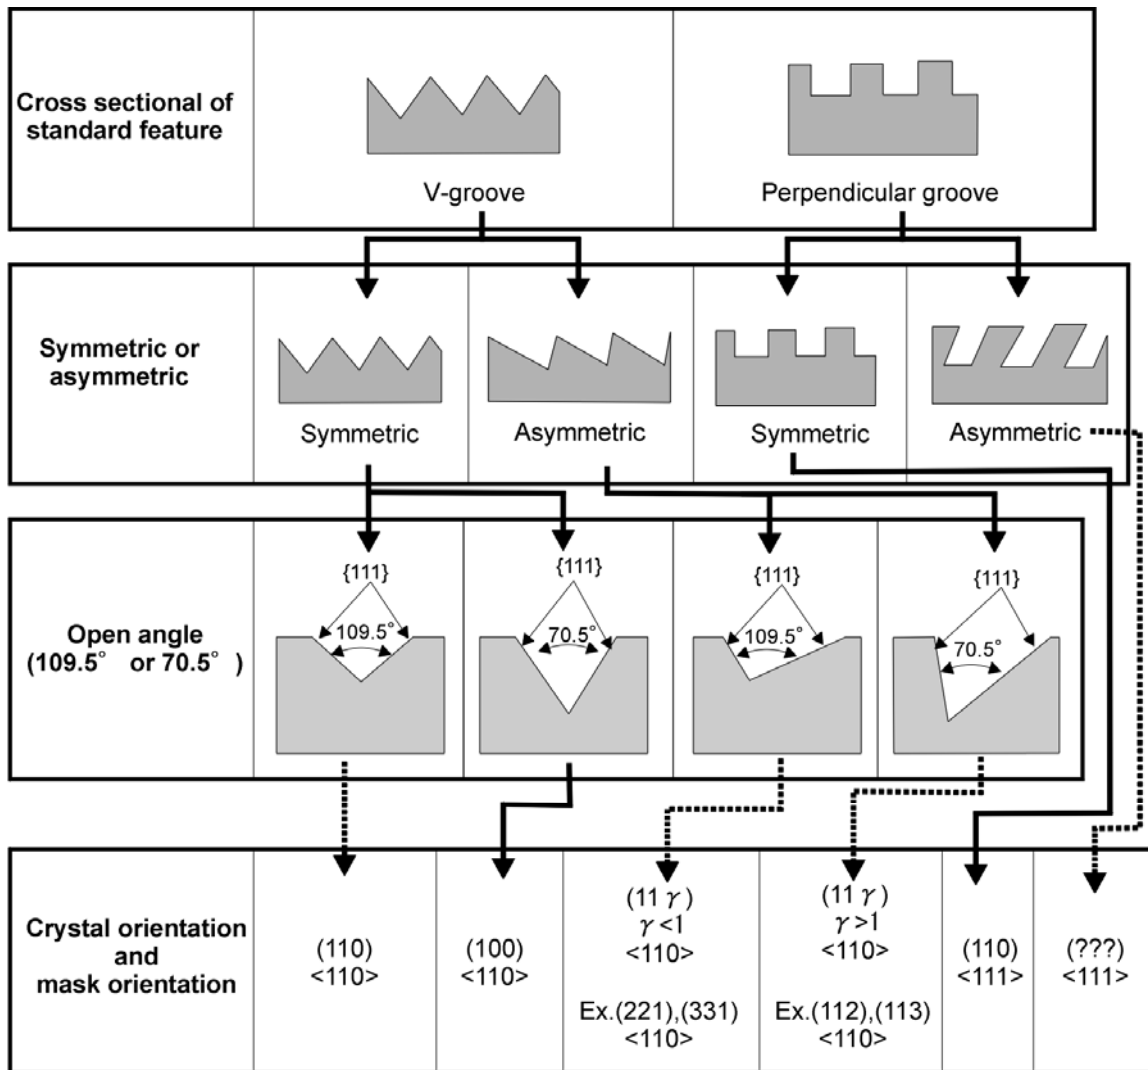 Cross sectional of
standard feature
V-groove
Perpendicular groove
Symmetric or
asymmetric
Symmetric
Asymmetric
Symmetric
Asymmetric
Open angle
(109.5° or 70.5°)
{111}
109.5°
{111}
70.5°
{111}
109.5°
{111}
70.5°
Crystal orientation
and
mask orientation
(110)
<110>
(100)
<110>
(11 γ)
γ<1
<110>
Ex.(221),(331)
<110>
(11 γ)
γ>1
<110>
Ex.(112),(113)
<110>
(110)
<111>
(???)
<111>